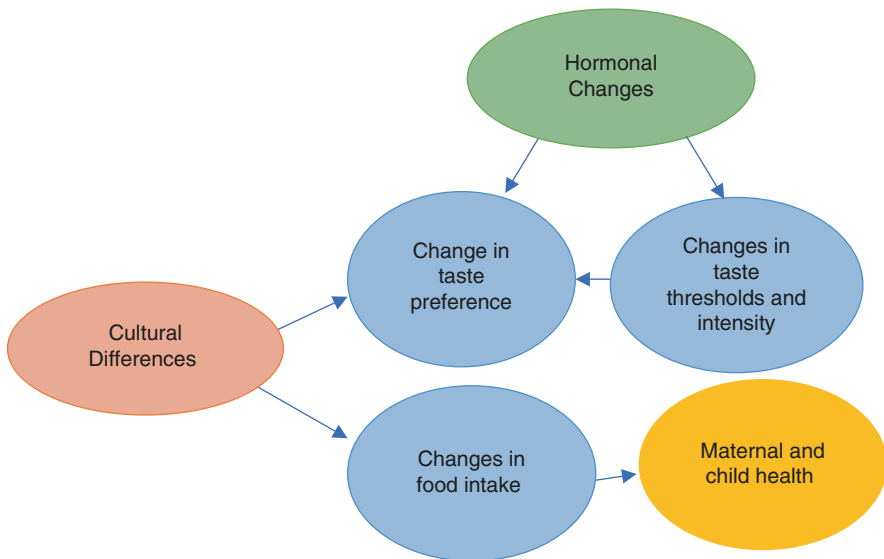 Hormonal
Changes
Change in
taste
preference
Changes in
taste
thresholds and
intensity
Cultural
Differences
Changes in
food intake
Maternal and
child health